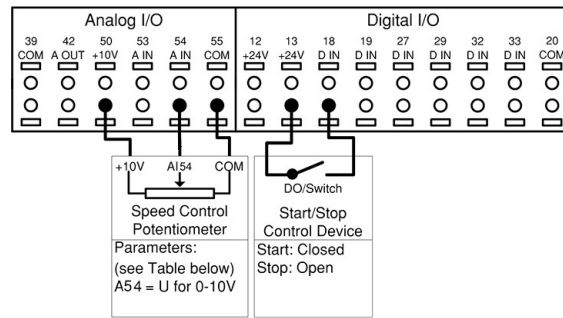 Analog I/O
Digital I/O
39 42 50 53 54 55 12 13 18 19 27 29 32 33 20
COM A OUT +10V A IN A IN COM +24V +24V D IN D IN D IN D IN D IN D IN COM
+10V AI54 COM
DO/Switch
Speed Control
Potentiometer
Start/Stop
Control Device
Parameters:
(see Table below)
A54 = U for 0-10V
Start: Closed
Stop: Open